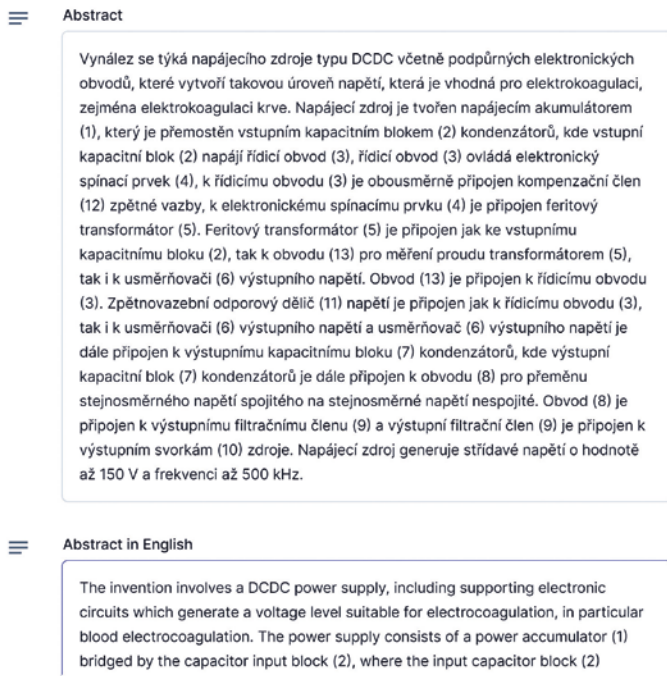 Abstract
Vynález se týká napájecího zdroje typu DCDC včetně podpůrných elektronických
obvodů, které vytvoří takovou úroveň napětí, která je vhodná pro elektrokoagulaci,
zejména elektrokoagulaci krve. Napájecí zdroj je tvořen napájecím akumulátorem
(1), který je přemostěn vstupním kapacitním blokem (2) kondenzátorů, kde vstupní
kapacitní blok (2) napájí řídicí obvod (3), řídicí obvod (3) ovládá elektronický
spínací prvek (4), k řídicímu obvodu (3) je obousměrně připojen kompenzační člen
(12) zpětné vazby, k elektronickému spínacímu prvku (4) je připojen feritový
transformátor (5). Feritový transformátor (5) je připojen jak ke vstupnímu
kapacitnímu bloku (2), tak k obvodu (13) pro měření proudu transformátorem (5),
tak i k usměrňovači (6) výstupního napětí. Obvod (13) je připojen k řídicímu obvodu
(3). Zpětnovazební odporový dělič (11) napětí je připojen jak k řídicímu obvodu (3),
tak i k usměrňovači (6) výstupního napětí a usměrňovač (6) výstupního napětí je
dále připojen k výstupnímu kapacitnímu bloku (7) kondenzátorů, kde výstupní
kapacitní blok (7) kondenzátorů je dále připojen k obvodu (8) pro přeměnu
stejnosměrného napětí spojitého na stejnosměrné napětí nespojité. Obvod (8) je
připojen k výstupnímu filtračnímu členu (9) a výstupní filtrační člen (9) je připojen k
výstupním svorkám (10) zdroje. Napájecí zdroj generuje střídavé napětí o hodnotě
až 150 V a frekvenci až 500 kHz.
Abstract in English
The invention involves a DCDC power supply, including supporting electronic
circuits which generate a voltage level suitable for electrocoagulation, in particular
blood electrocoagulation. The power supply consists of a power accumulator (1)
bridged by the capacitor input block (2), where the input capacitor block (2)